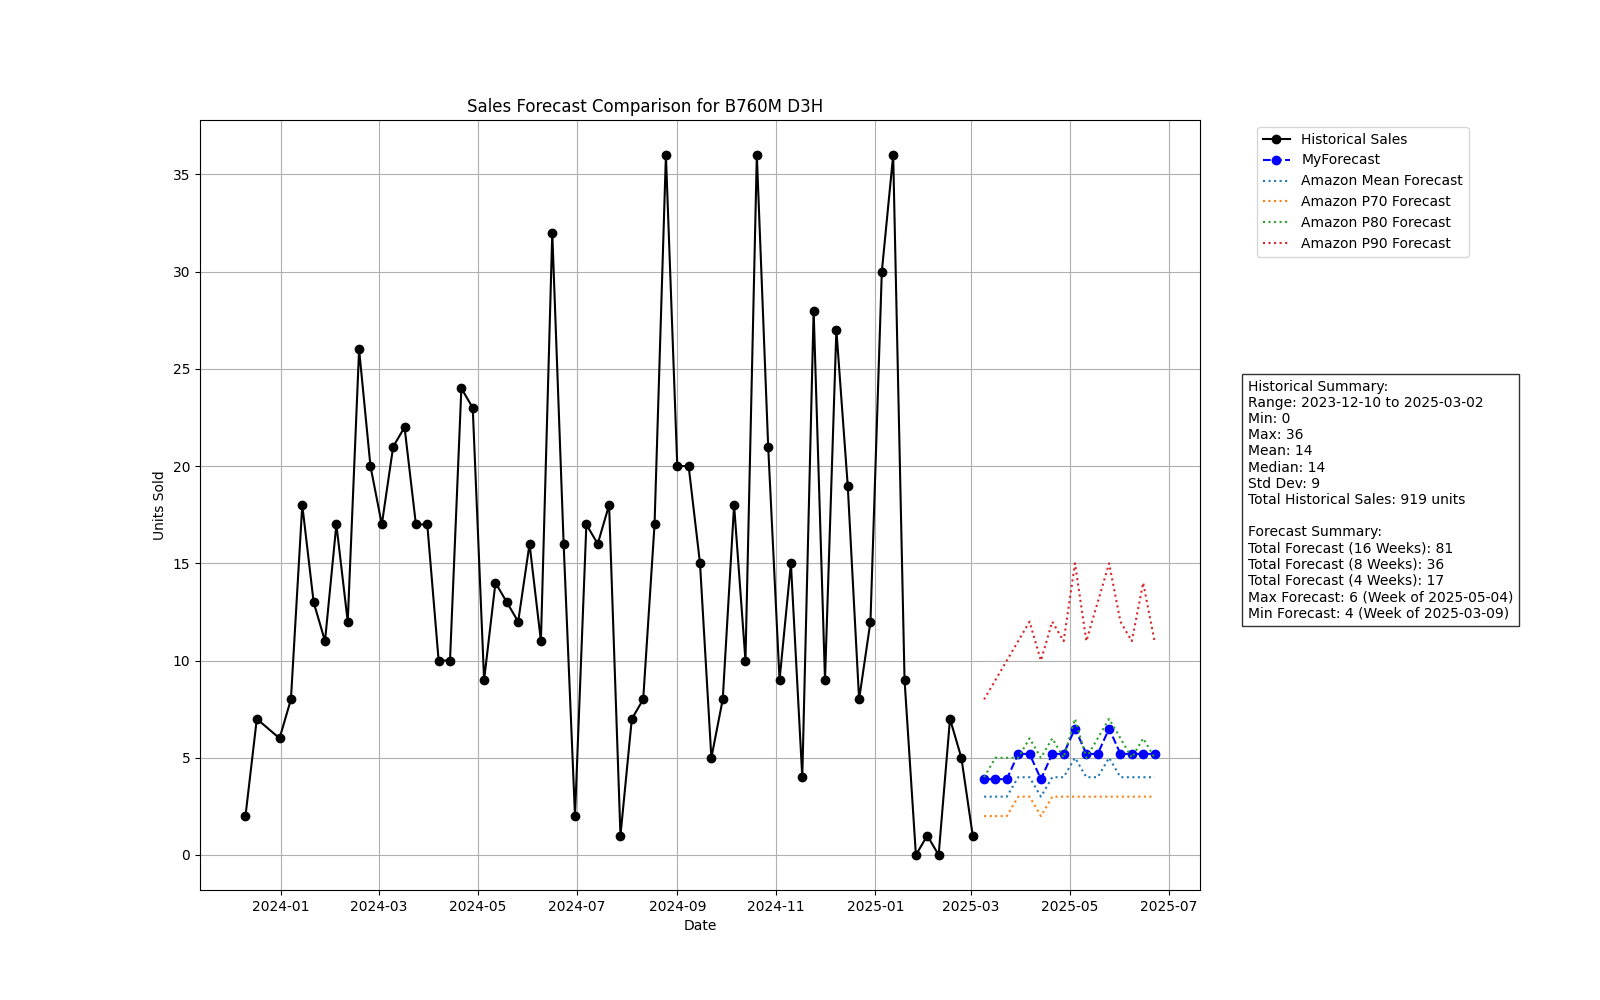 Sales Forecast Comparison for B760M D3H
Historical Sales
MyForecast
Amazon Mean Forecast
Amazon P70 Forecast
Amazon P80 Forecast
Amazon P90 Forecast
35
30
25
20
15
10
5
0
Units Sold
2024-01
2024-03
2024-05
2024-07
2024-09
2024-11
2025-01
2025-03
2025-05
2025-07
Date
Historical Summary:
Range: 2023-12-10 to 2025-03-02
Min: 0
Max: 36
Mean: 14
Median: 14
Std Dev: 9
Total Historical Sales: 919 units
Forecast Summary:
Total Forecast (16 Weeks): 81
Total Forecast (8 Weeks): 36
Total Forecast (4 Weeks): 17
Max Forecast: 6 (Week of 2025-05-04)
Min Forecast: 4 (Week of 2025-03-09)